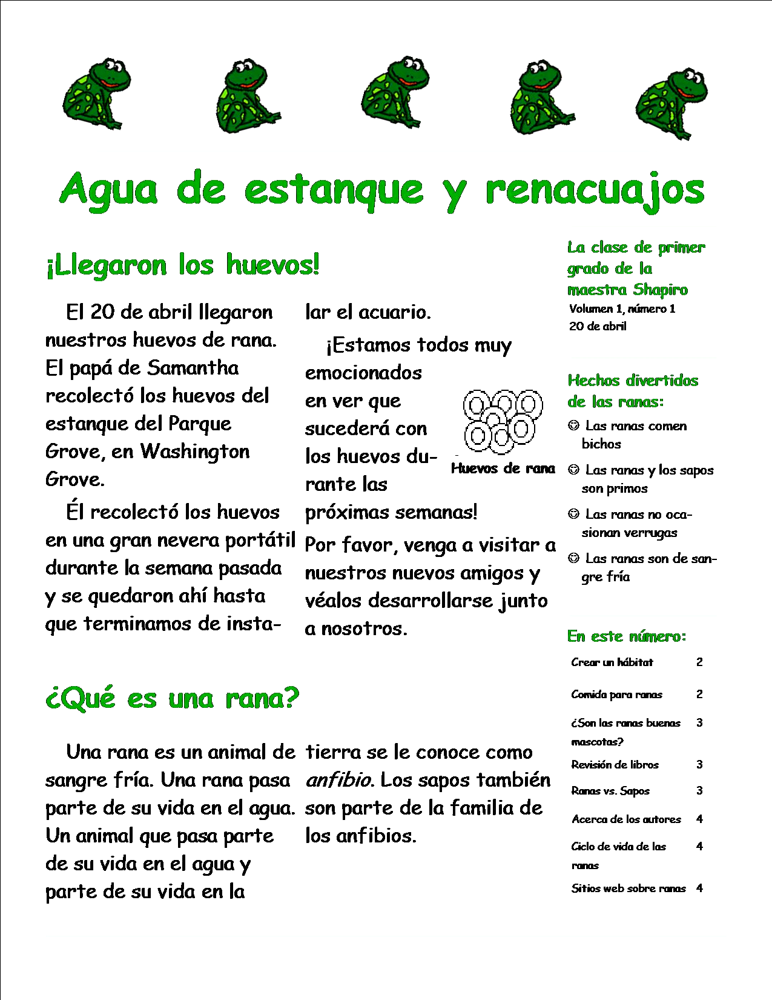 Agua de estanque y renacuajos
¡Llegaron los huevos!
El 20 de abril llegaron
nuestros huevos de rana.
El papá de Samantha
recolectó los huevos del
estanque del Parque
Grove, en Washington
Grove.
Él recolectó los huevos
en una gran nevera portátil
durante la semana pasada
y se quedaron ahí hasta
que terminamos de insta-
lar el acuario.
¡Estamos todos muy
emocionados
en ver que
sucederá con
los huevos du-
rante las
próximas semanas!
Por favor, venga a visitar a
nuestros nuevos amigos y
véalos desarrollarse junto
a nosotros.
Huevos de rana
¿Qué es una rana?
Una rana es un animal de
sangre fría. Una rana pasa
parte de su vida en el agua.
Un animal que pasa parte
de su vida en el agua y
parte de su vida en la
tierra se le conoce como
anfibio. Los sapos también
son parte de la familia de
los anfibios.
La clase de primer
grado de la
maestra Shapiro
Volumen 1, número 1
20 de abril
Hechos divertidos
de las ranas:
☺ Las ranas comen
bichos
☺ Las ranas y los sapos
son primos
☺ Las ranas no oca-
sionan verrugas
☺ Las ranas son de san-
gre fría
En este número:
Crear un hábitat 2
Comida para ranas 2
¿Son las ranas buenas 3
mascotas?
Revisión de libros 3
Ranas vs. Sapos 3
Acerca de los autores 4
Ciclo de vida de las 4
ranas
Sitios web sobre ranas 4